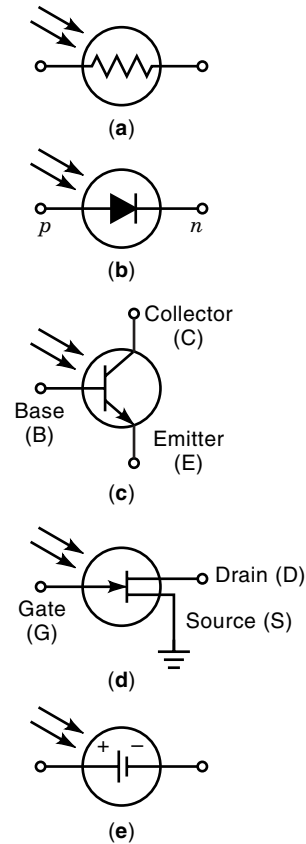 (a)
p
n
(b)
Collector
(C)
Base
(B)
Emitter
(E)
(c)
Drain (D)
Gate
(G)
Source (S)
(d)
+ −
(e)